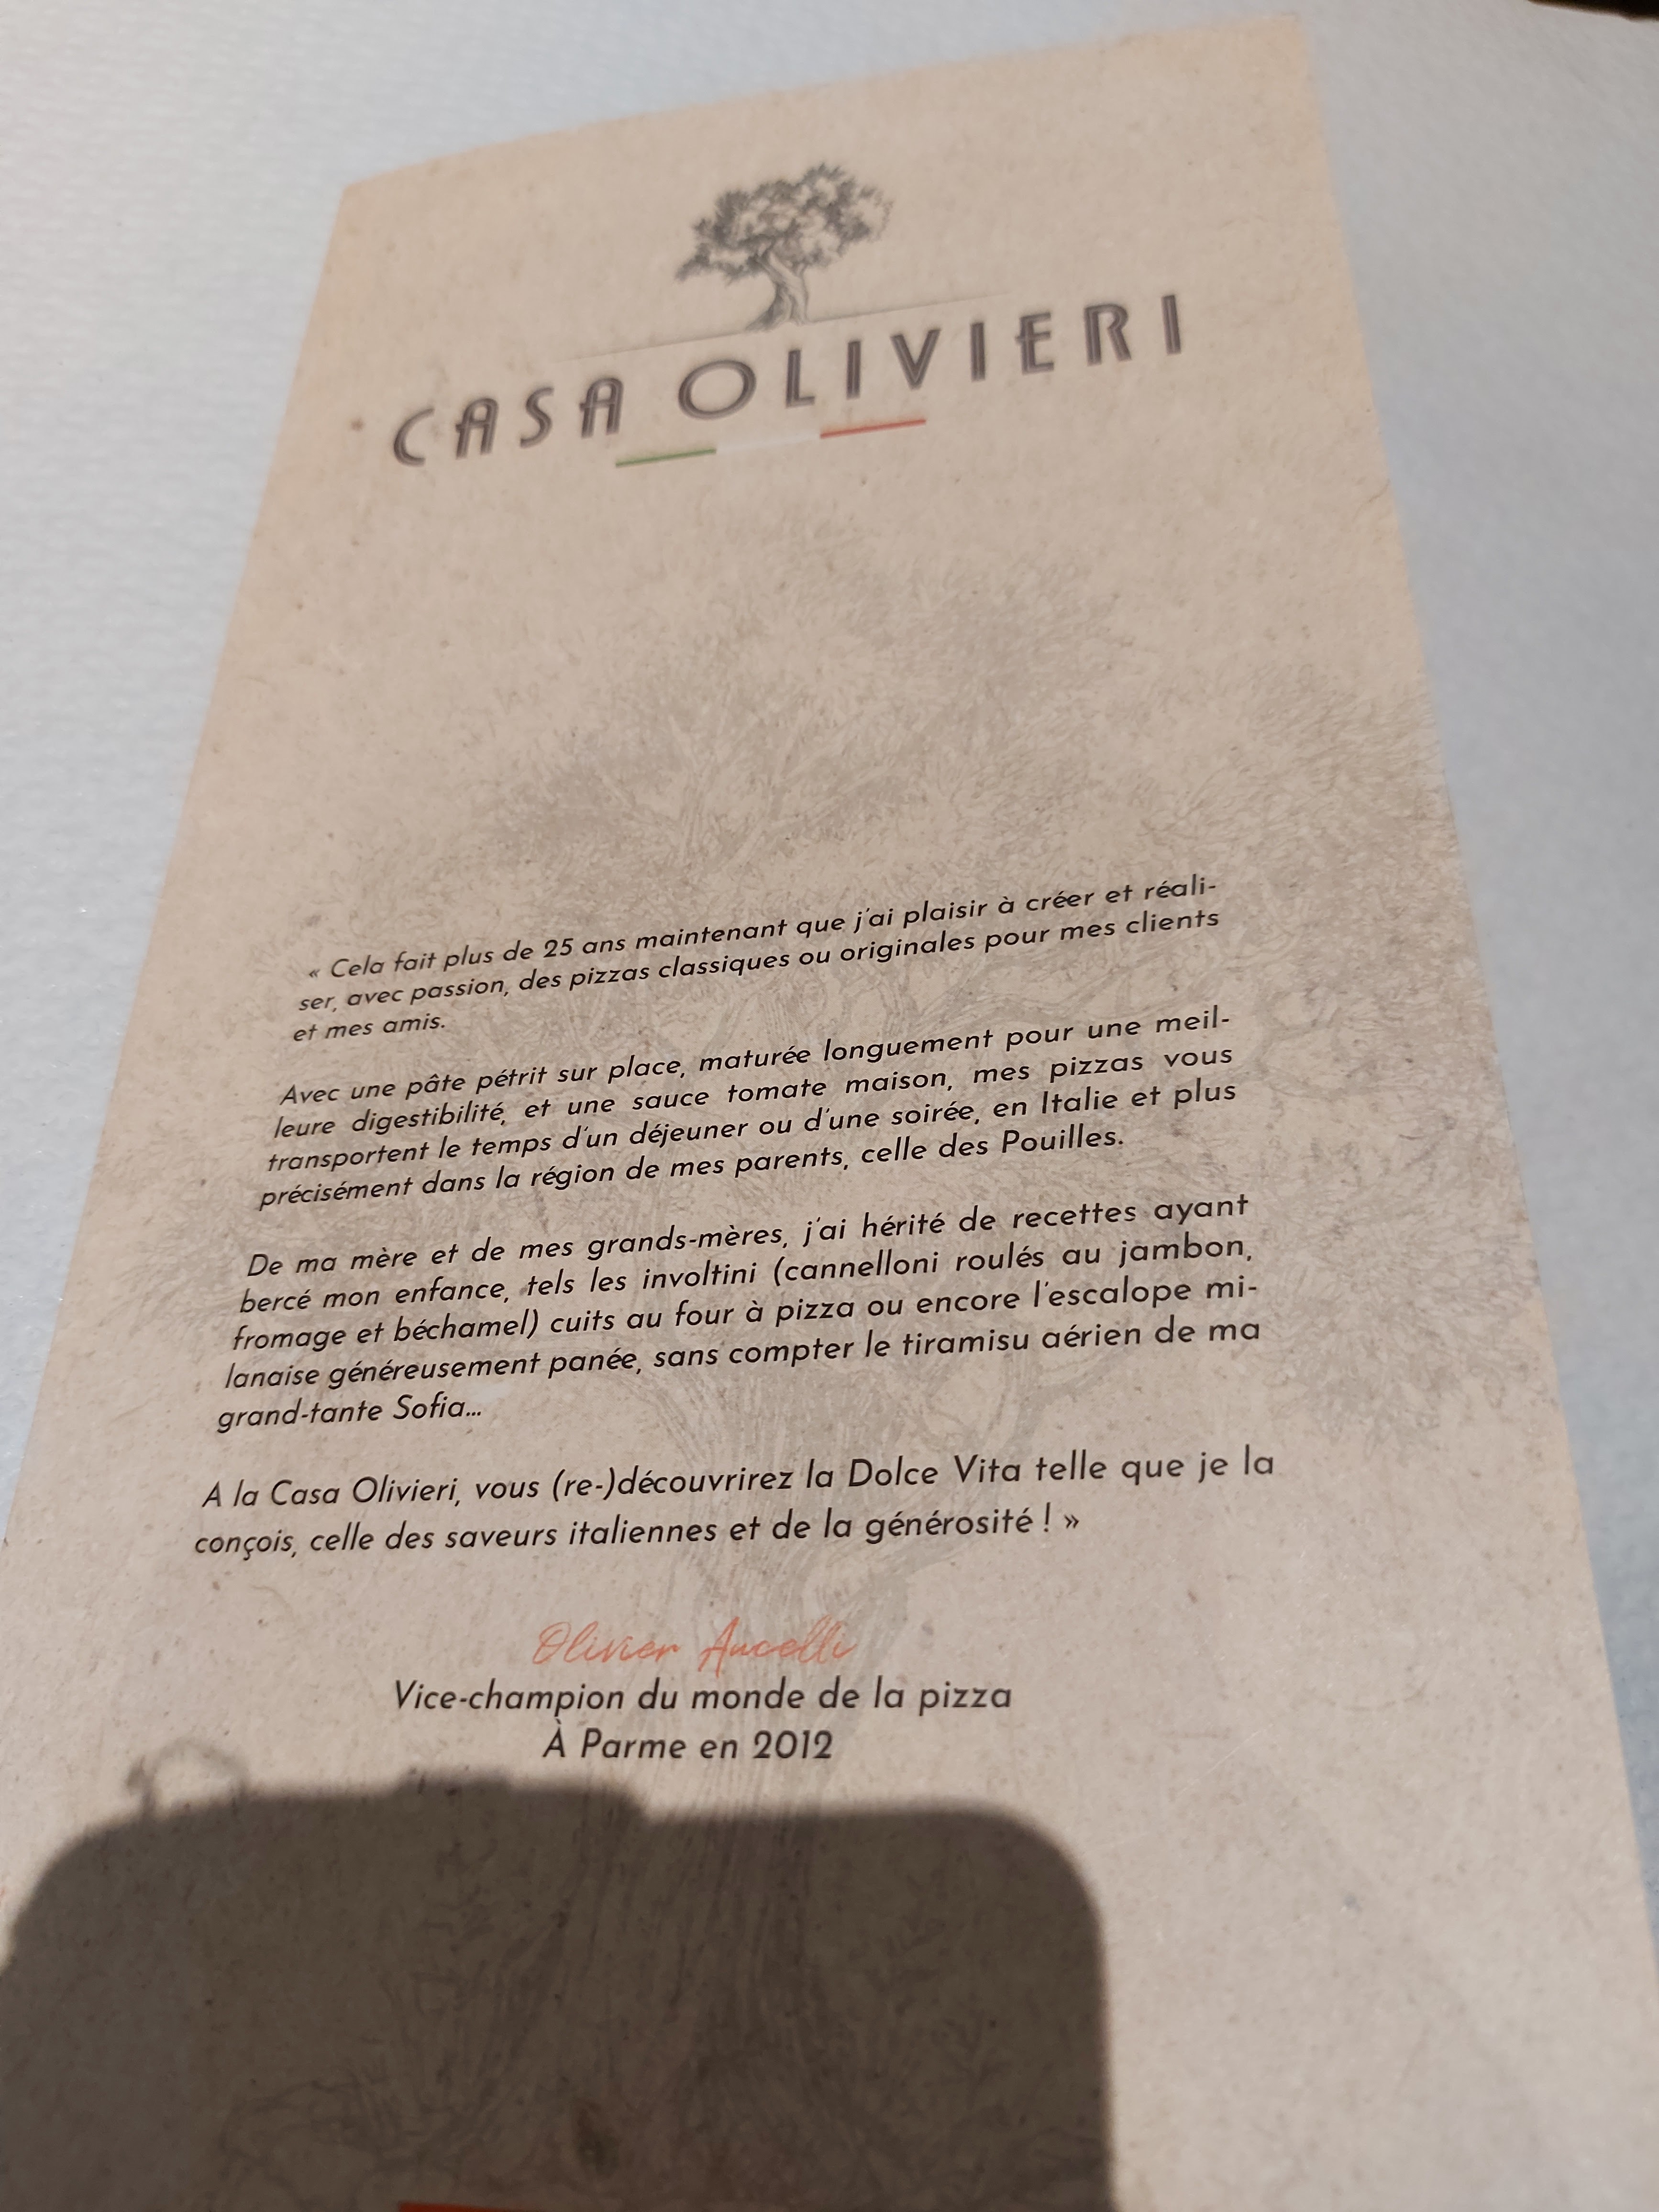 CASA OLIVIERI
« Cela fait plus de 25 ans maintenant que j'ai plaisir à créer et réali-
ser, avec passion, des pizzas classiques ou originales pour mes clients
et mes amis.
Avec une pâte pétrit sur place, maturée longuement pour une meil-
leure digestibilité, et une sauce tomate maison, mes pizzas vous
transportent le temps d'un déjeuner ou d'une soirée, en Italie et plus
précisément dans la région de mes parents, celle des Pouilles.
De ma mère et de mes grands-mères, j'ai hérité de recettes ayant
bercé mon enfance, tels les involtini (cannelloni roulés au jambon,
fromage et béchamel) cuits au four à pizza ou encore l'escalope mi-
lanaise généreusement panée, sans compter le tiramisu aérien de ma
grand-tante Sofia...
A la Casa Olivieri, vous (re-)découvrirez la Dolce Vita telle que je la
conçois, celle des saveurs italiennes et de la générosité ! »
Olivier Aucelli
Vice-champion du monde de la pizza
À Parme en 2012